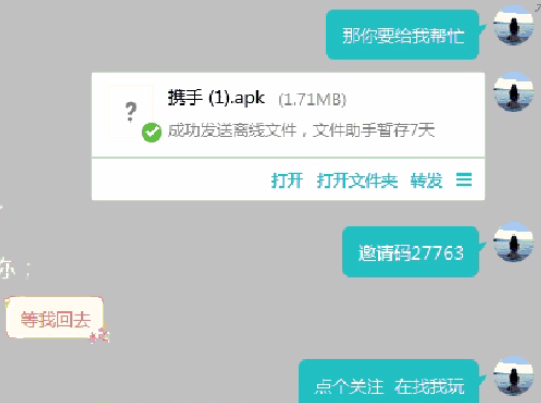 那你要给我帮忙
携手 (1).apk (1.71MB)
?
成功发送离线文件，文件助手暂存7天
打开 打开文件夹 转发
邀请码27763
你；
等我回去
点个关注 在找我玩